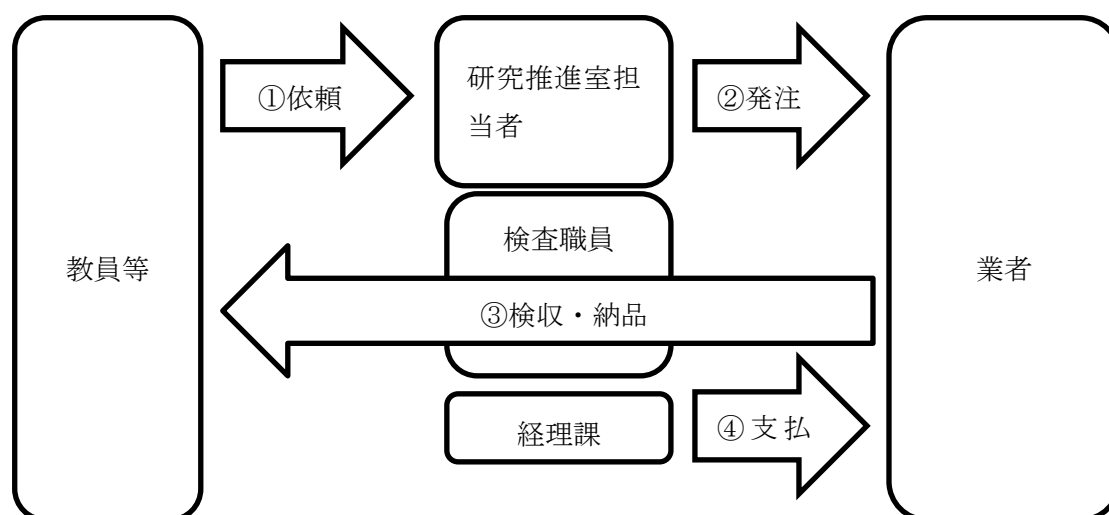 ①依頼
研究推進室担
当者
②発注
教員等
検査職員
業者
③検収・納品
経理課
④支払